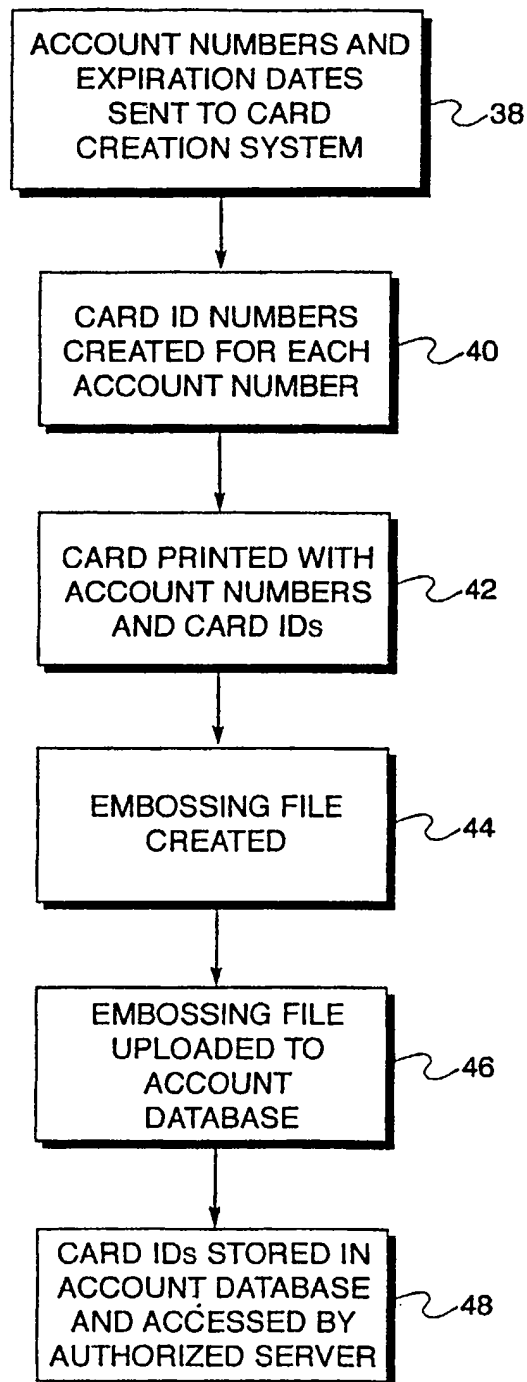 ACCOUNT NUMBERS AND
EXPIRATION DATES
SENT TO CARD
CREATION SYSTEM
38
CARD ID NUMBERS
CREATED FOR EACH
ACCOUNT NUMBER
40
CARD PRINTED WITH
ACCOUNT NUMBERS
AND CARD IDs
42
EMBOSSING FILE
CREATED
44
EMBOSSING FILE
UPLOADED TO
ACCOUNT
DATABASE
46
CARD IDs STORED IN
ACCOUNT DATABASE
AND ACCESSED BY
AUTHORIZED SERVER
48